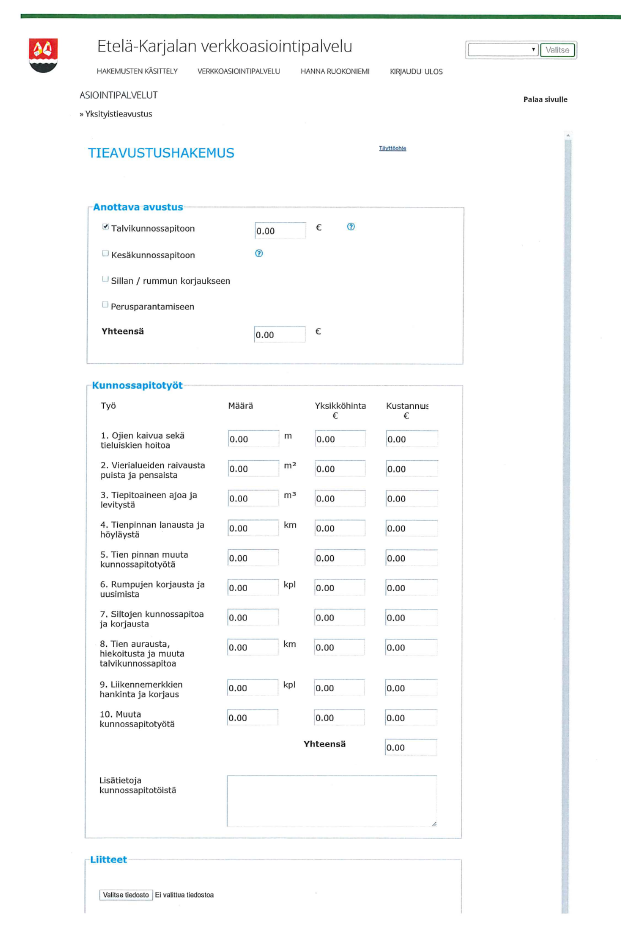 Etelä-Karjalan verkkoasiointipalvelu
Valitse
HAKEMUSTEN KÄSITTELY VERKKOASIOINTIPALVELU HANNA RUOKONIEMI KIRJAUDU ULOS
ASIOINTIPALVELUT
Palaa sivulle
» Yksityistieavustus
TIEAVUSTUSHAKEMUS
Täyttöohje
Anottava avustus
Talvikunnossapitoon 0.00 € ?
Kesäkunnossapitoon ?
Sillan / rummun korjaukseen
Perusparantamiseen
Yhteensä 0.00 €
Kunnossapitotyöt
Työ Määrä Yksikköhinta Kustannus
€ €
1. Ojien kaivua sekä
tieluiskien hoitoa
0.00 m 0.00 0.00
2. Vierialueiden raivausta
puista ja pensaista
0.00 m² 0.00 0.00
3. Tiepitoaineen ajoa ja
levitystä
0.00 m³ 0.00 0.00
4. Tienpinnan lanausta ja
höyläystä
0.00 km 0.00 0.00
5. Tien pinnan muuta
kunnossapitotyötä
0.00 0.00 0.00
6. Rumpujen korjausta ja
uusimista
0.00 kpl 0.00 0.00
7. Siltojen kunnossapitoa
ja korjausta
0.00 0.00 0.00
8. Tien aurausta,
hiekoitusta ja muuta
talvikunnossapitoa
0.00 km 0.00 0.00
9. Liikennemerkkien
hankinta ja korjaus
0.00 kpl 0.00 0.00
10. Muuta
kunnossapitotyötä
0.00 0.00 0.00
Yhteensä 0.00
Lisätietoja
kunnossapitotöistä
Liitteet
Valitse tiedosto Ei valittua tiedostoa